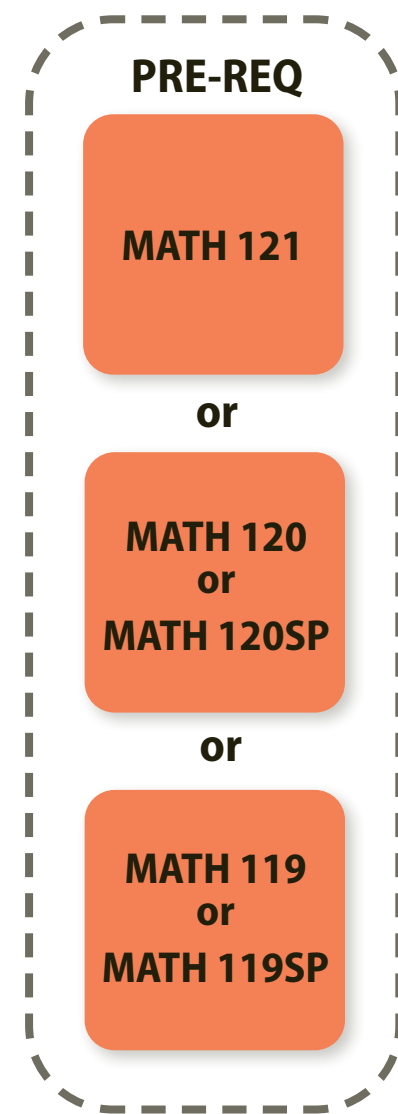 PRE-REQ
MATH 121
or
MATH 120
or
MATH 120SP
or
MATH 119
or
MATH 119SP